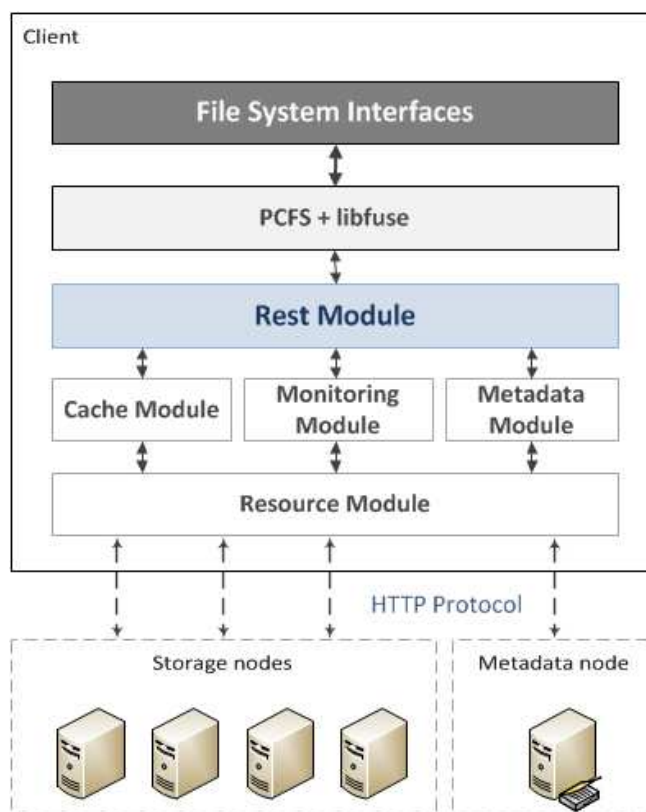 Client
File System Interfaces
PCFS + libfuse
Rest Module
Cache Module
Monitoring
Module
Metadata
Module
Resource Module
HTTP Protocol
Storage nodes
Metadata node